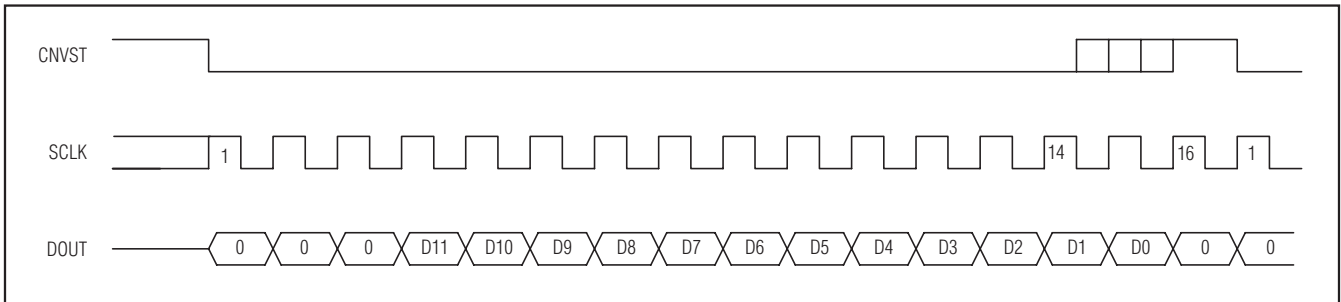 CNVST
SCLK 1 14 16 1
DOUT 0 0 0 D11 D10 D9 D8 D7 D6 D5 D4 D3 D2 D1 D0 0 0